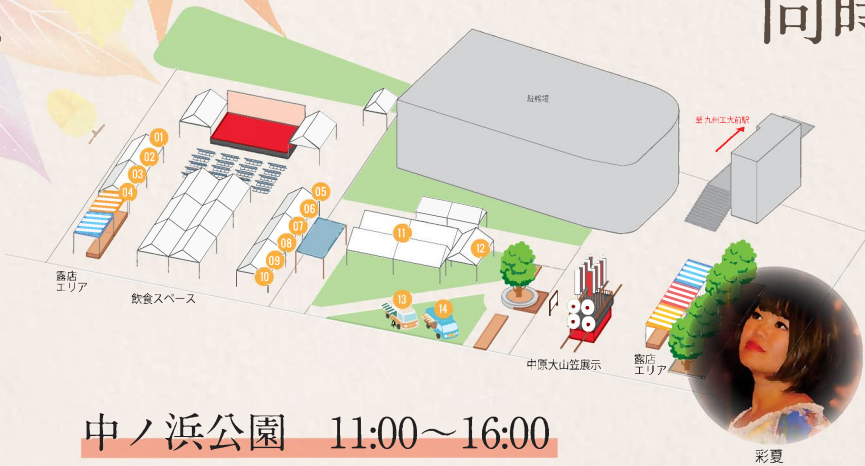 同時
駐輪場
至 九州工大前駅
01
02
03
04
05
06
07
08
09
10
11
12
13
14
露店
エリア
飲食スペース
中原大山笠展示
露店
エリア
中ノ浜公園 11:00～16:00
彩夏